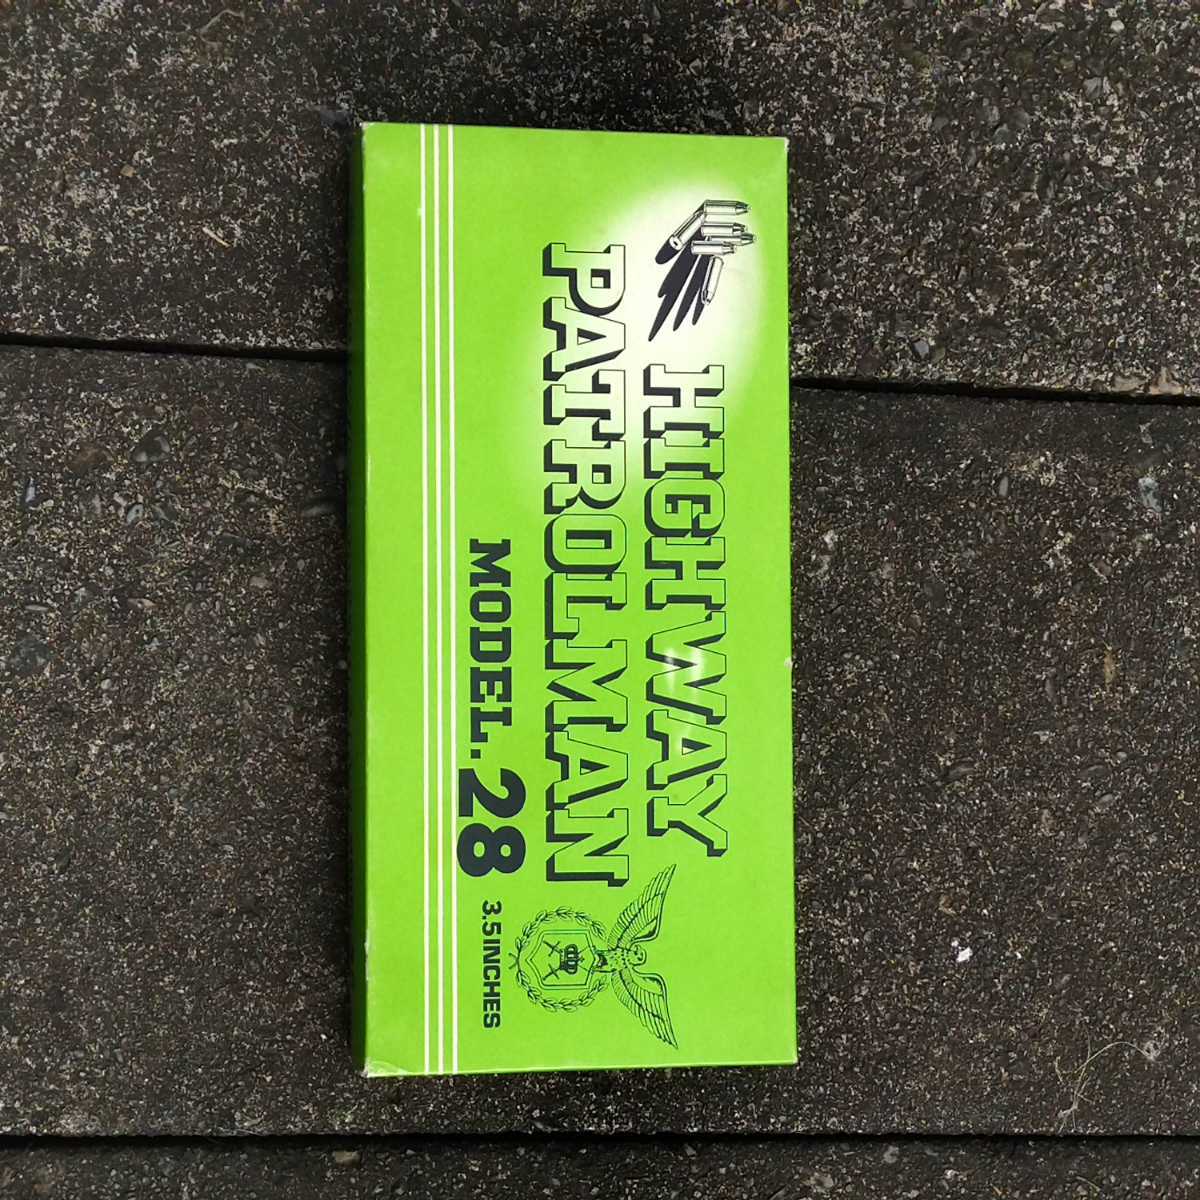 HIGHWAY
PATROLMAN
MODEL.28 3.5INCHES